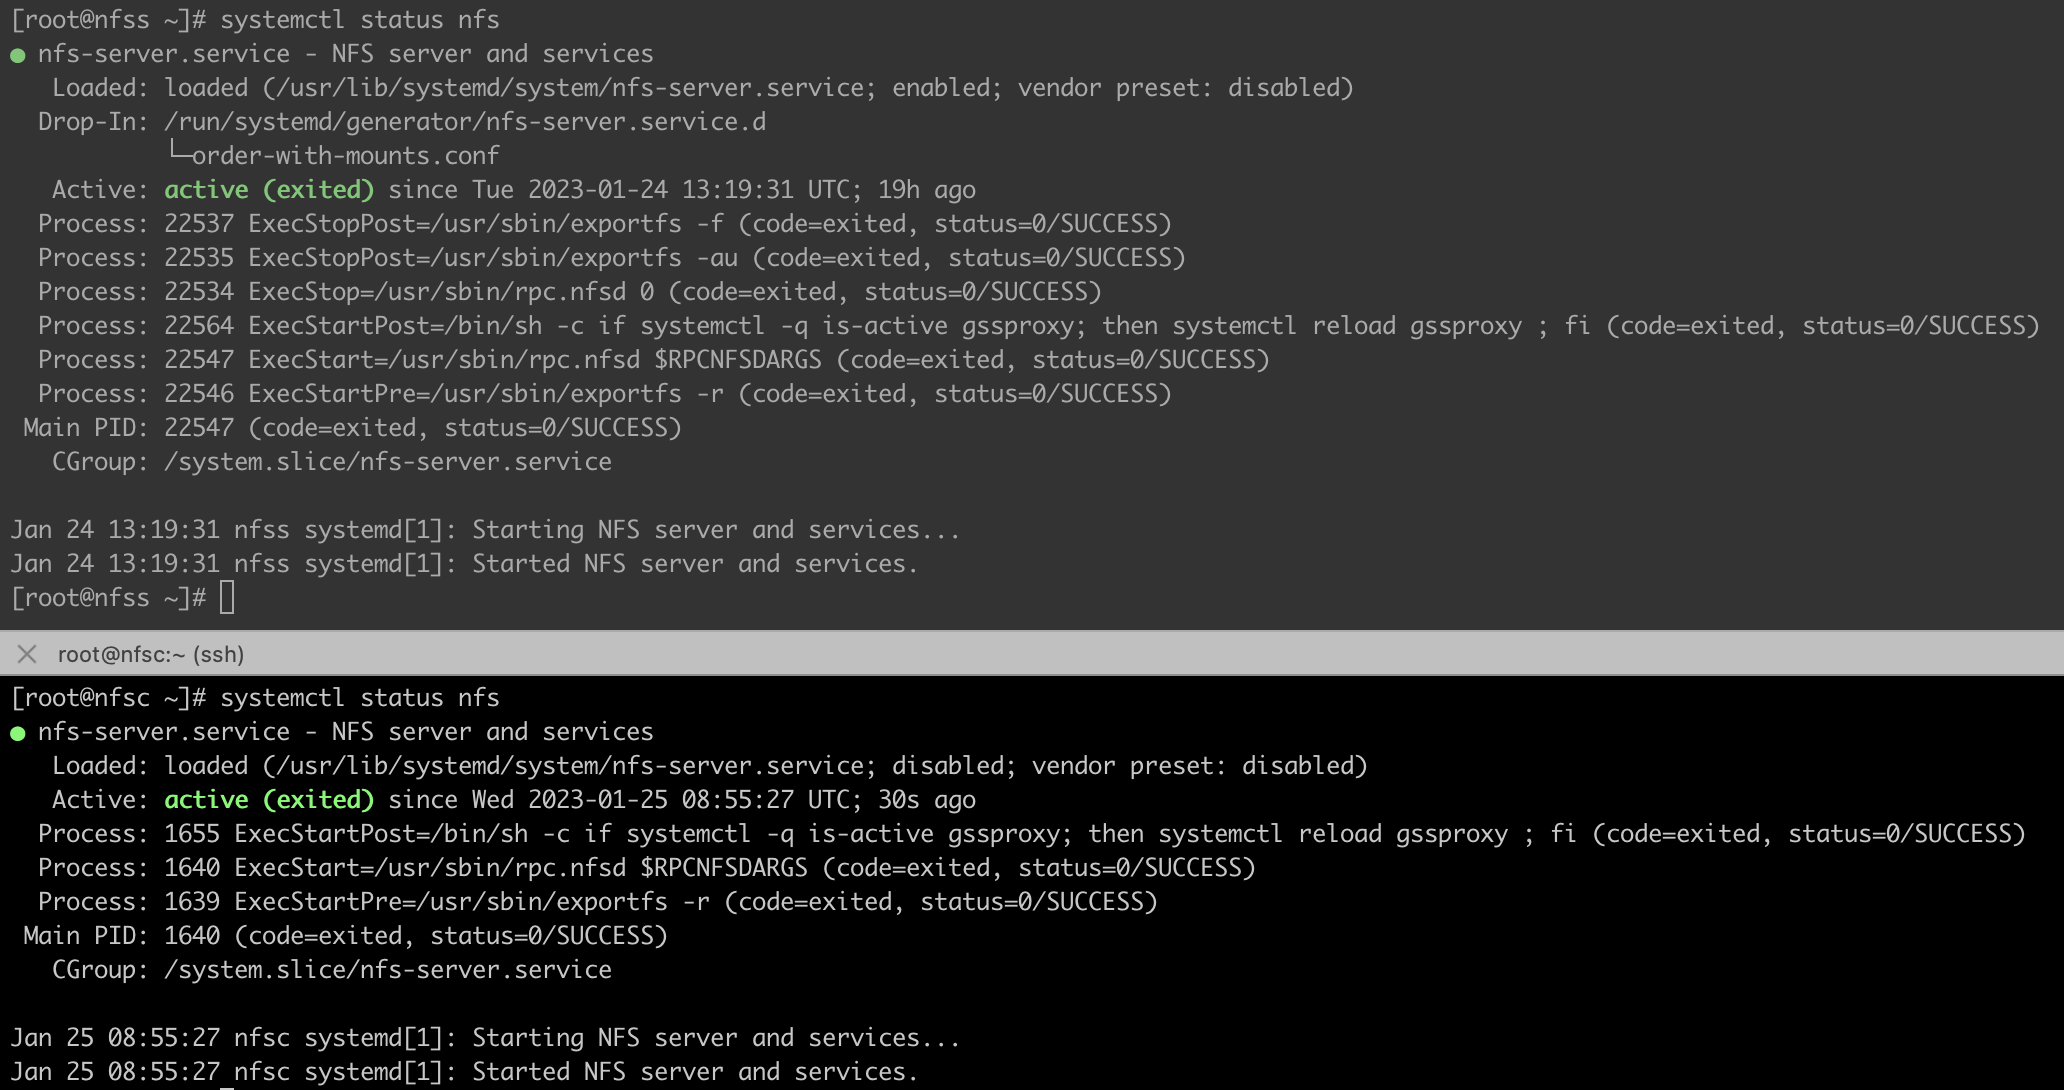 [root@nfss ~]# systemctl status nfs
● nfs-server.service - NFS server and services
   Loaded: loaded (/usr/lib/systemd/system/nfs-server.service; enabled; vendor preset: disabled)
  Drop-In: /run/systemd/generator/nfs-server.service.d
           └─order-with-mounts.conf
   Active: active (exited) since Tue 2023-01-24 13:19:31 UTC; 19h ago
  Process: 22537 ExecStopPost=/usr/sbin/exportfs -f (code=exited, status=0/SUCCESS)
  Process: 22535 ExecStopPost=/usr/sbin/exportfs -au (code=exited, status=0/SUCCESS)
  Process: 22534 ExecStop=/usr/sbin/rpc.nfsd 0 (code=exited, status=0/SUCCESS)
  Process: 22564 ExecStartPost=/bin/sh -c if systemctl -q is-active gssproxy; then systemctl reload gssproxy ; fi (code=exited, status=0/SUCCESS)
  Process: 22547 ExecStart=/usr/sbin/rpc.nfsd $RPCNFSDARGS (code=exited, status=0/SUCCESS)
  Process: 22546 ExecStartPre=/usr/sbin/exportfs -r (code=exited, status=0/SUCCESS)
 Main PID: 22547 (code=exited, status=0/SUCCESS)
   CGroup: /system.slice/nfs-server.service

Jan 24 13:19:31 nfss systemd[1]: Starting NFS server and services...
Jan 24 13:19:31 nfss systemd[1]: Started NFS server and services.
[root@nfss ~]#
root@nfsc:~ (ssh)
[root@nfsc ~]# systemctl status nfs
● nfs-server.service - NFS server and services
   Loaded: loaded (/usr/lib/systemd/system/nfs-server.service; disabled; vendor preset: disabled)
   Active: active (exited) since Wed 2023-01-25 08:55:27 UTC; 30s ago
  Process: 1655 ExecStartPost=/bin/sh -c if systemctl -q is-active gssproxy; then systemctl reload gssproxy ; fi (code=exited, status=0/SUCCESS)
  Process: 1640 ExecStart=/usr/sbin/rpc.nfsd $RPCNFSDARGS (code=exited, status=0/SUCCESS)
  Process: 1639 ExecStartPre=/usr/sbin/exportfs -r (code=exited, status=0/SUCCESS)
 Main PID: 1640 (code=exited, status=0/SUCCESS)
   CGroup: /system.slice/nfs-server.service

Jan 25 08:55:27 nfsc systemd[1]: Starting NFS server and services...
Jan 25 08:55:27 nfsc systemd[1]: Started NFS server and services.